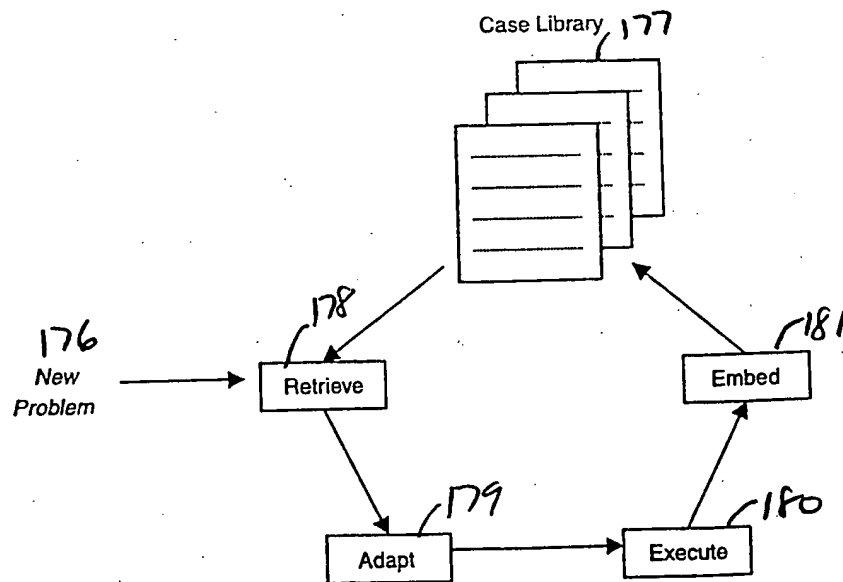 Case Library 177
178
176
New
Problem
Retrieve
181
Embed
179
Adapt
180
Execute